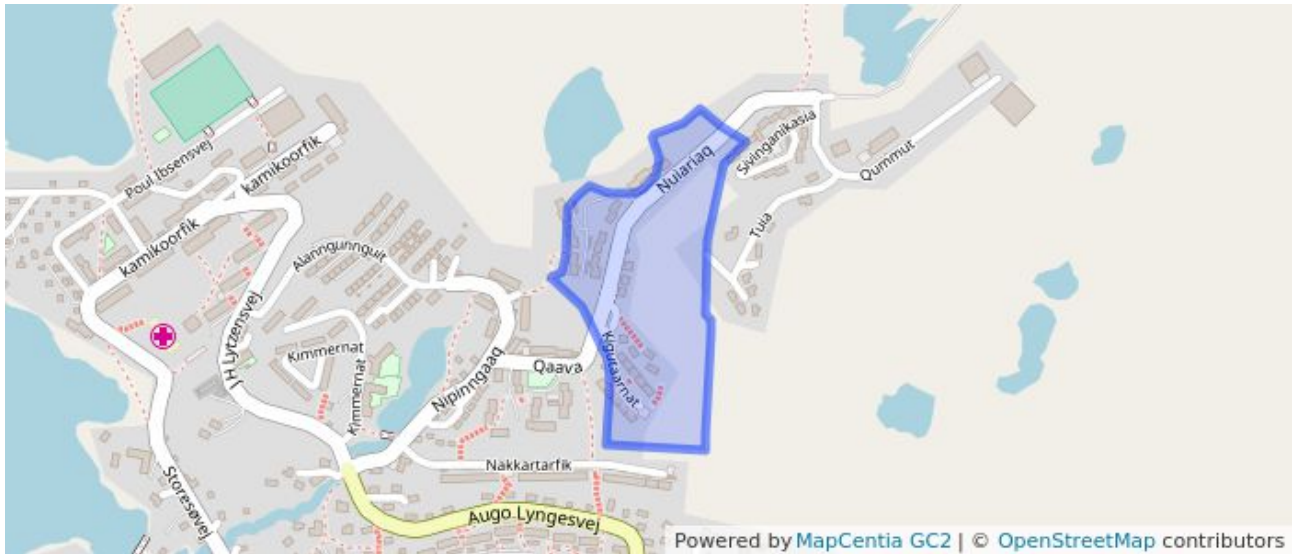 Poul Ibsensvej
kamikoorfik
kamikoorfik
Alanngunnguit
J H Lytzensvej
Kimmernat
Kimmernat
Nipinngaaq
Qaava
Kigutaarnat
Nuiariaq
Sivinganikasia
Qummut
Tuia
Nakkartarfik
Storesøvej
Augo Lyngesvej
Powered by MapCentia GC2 | © OpenStreetMap contributors